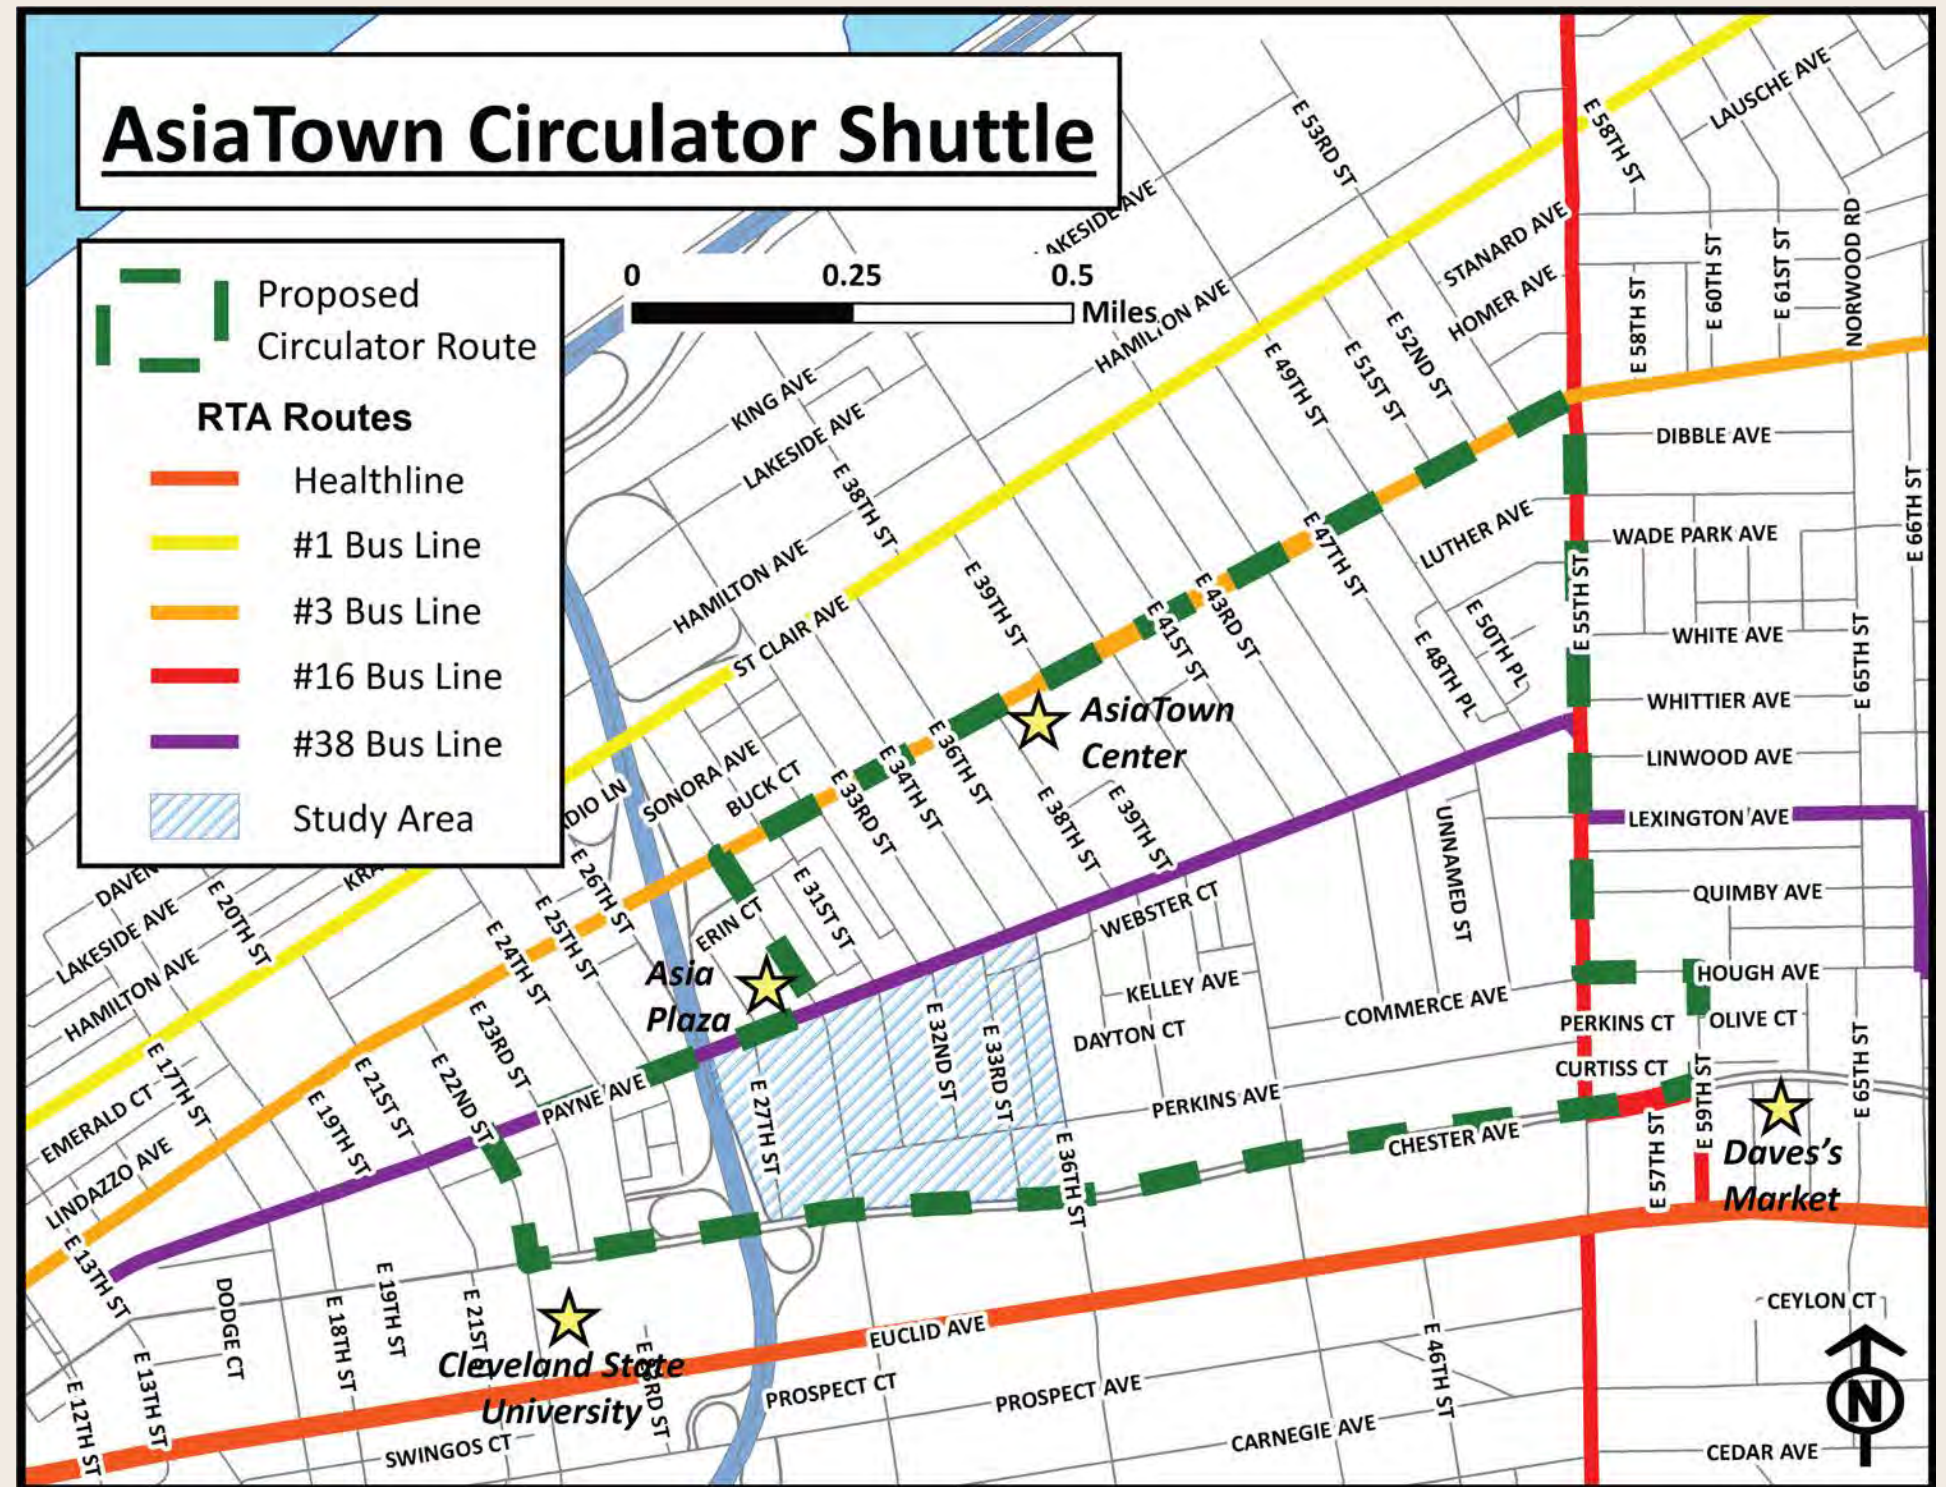 AsiaTown Circulator Shuttle
Proposed
Circulator Route
RTA Routes
Healthline
#1 Bus Line
#3 Bus Line
#16 Bus Line
#38 Bus Line
Study Area
0 0.25 0.5
Miles
E 53RD ST
E 58TH ST
LAUSCHE AVE
AKESIDE AVE
STANARD AVE
HOMER AVE
E 58TH ST
E 60TH ST
E 61ST ST
NORWOOD RD
HAMILTON AVE
KING AVE
LAKESIDE AVE
E 49TH ST
E 51ST ST
E 52ND ST
DIBBLE AVE
E 38TH ST
HAMILTON AVE
E 39TH ST
E 47TH ST
LUTHER AVE
WADE PARK AVE
E 66TH ST
E 55TH ST
ST CLAIR AVE
E 41ST ST
E 43RD ST
E 48TH PL
E 50TH PL
WHITE AVE
E 65TH ST
WHITTIER AVE
AsiaTown
Center
SONORA AVE
BUCK CT
DIO LN
E 33RD ST
E 34TH ST
E 36TH ST
E 38TH ST
E 39TH ST
LINWOOD AVE
UNNAMED ST
LEXINGTON AVE
DAVEN
KRA
LAKESIDE AVE
HAMILTON AVE
E 20TH ST
E 24TH ST
E 25TH ST
E 26TH ST
ERIN CT
E 31ST ST
WEBSTER CT
QUIMBY AVE
Asia
Plaza
KELLEY AVE
COMMERCE AVE
HOUGH AVE
DAYTON CT
PERKINS CT
OLIVE CT
EMERALD CT
E 17TH ST
E 19TH ST
E 21ST ST
E 22ND ST
E 23RD ST
PAYNE AVE
E 27TH ST
E 32ND ST
E 33RD ST
PERKINS AVE
CURTISS CT
E 59TH ST
E 65TH ST
LINDAZZO AVE
E 36TH ST
CHESTER AVE
E 57TH ST
Daves's
Market
E 13TH ST
DODGE CT
E 18TH ST
E 19TH ST
E 21ST
EUCLID AVE
E 46TH ST
CEYLON CT
Cleveland State
University
E 12TH ST
E 13TH ST
SWINGOS CT
PROSPECT CT
PROSPECT AVE
CARNEGIE AVE
CEDAR AVE
N